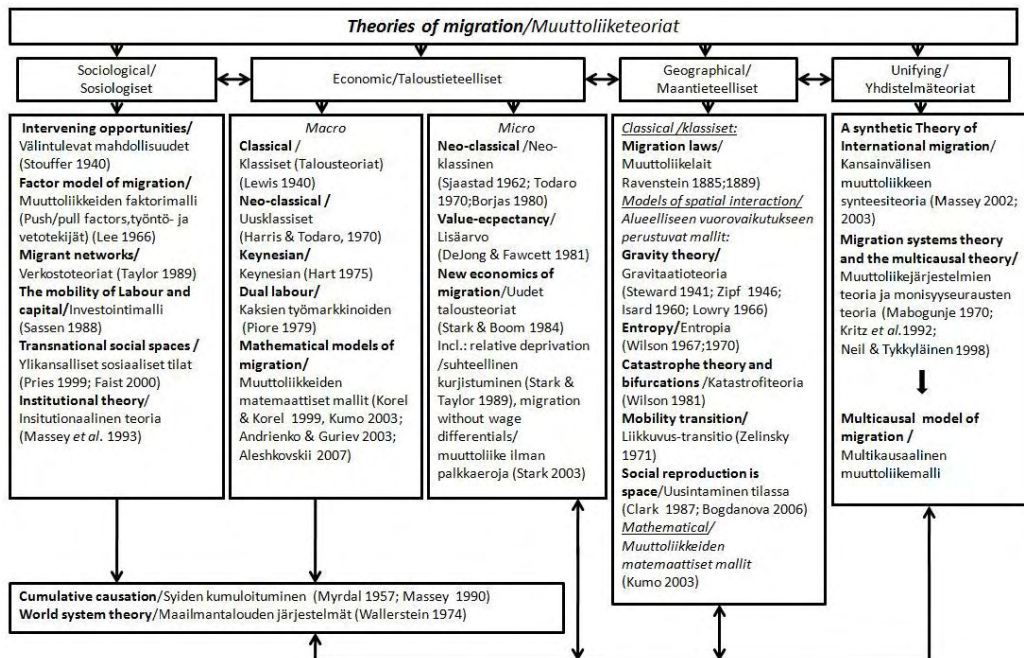 Theories of migration/Muuttoliiketeoriat
Sociological/
Sosiologiset
Economic/Taloustieteelliset
Geographical/
Maantieteelliset
Unifying/
Yhdistelmäteoriat
Intervening opportunities/
Välintulevat mahdollisuudet
(Stouffer 1940)
Factor model of migration/
Muuttoliikkeiden faktorimalli
(Push/pull factors,työntö- ja
vetotekijät) (Lee 1966)
Migrant networks/
Verkostoteoriat (Taylor 1989)
The mobility of Labour and
capital/Investointimalli
(Sassen 1988)
Transnational social spaces /
Ylikansalliset sosiaaliset tilat
(Pries 1999; Faist 2000)
Institutional theory/
Insitutionaalinen teoria
(Massey et al. 1993)
Macro
Classical /
Klassiset (Talousteoriat)
(Lewis 1940)
Neo-classical /
Uusklassiset
(Harris & Todaro, 1970)
Keynesian/
Keynesian (Hart 1975)
Dual labour/
Kaksien työmarkkinoiden
(Piore 1979)
Mathematical models of
migration/
Muuttoliikkeiden
matemaattiset mallit (Korel
& Korel 1999, Kumo 2003;
Andrienko & Guriev 2003;
Aleshkovskii 2007)
Micro
Neo-classical /Neo-
klassinen
(Sjaastad 1962; Todaro
1970;Borjas 1980)
Value-ecpectancy/
Lisäarvo
(DeJong & Fawcett 1981)
New economics of
migration/Uudet
talousteoriat
(Stark & Boom 1984)
Incl.: relative deprivation
/suhteellinen
kurjistuminen (Stark &
Taylor 1989), migration
without wage
differentials/
muuttoliike ilman
palkkaeroja (Stark 2003)
Classical /klassiset:
Migration laws/
Muuttoliikelait
Ravenstein 1885;1889)
Models of spatial interaction/
Alueelliseen vuorovaikutukseen
perustuvat mallit:
Gravity theory/
Gravitaatioteoria
(Steward 1941; Zipf 1946;
Isard 1960; Lowry 1966)
Entropy/Entropia
(Wilson 1967;1970)
Catastrophe theory and
bifurcations /Katastrofiteoria
(Wilson 1981)
Mobility transition/
Liikkuvus-transitio (Zelinsky
1971)
Social reproduction is
space/Uusintaminen tilassa
(Clark 1987; Bogdanova 2006)
Mathematical/
Muuttoliikkeiden
matemaattiset mallit
(Kumo 2003)
A synthetic Theory of
International migration/
Kansainvälisen
muuttoliikkeen
synteesiteoria (Massey 2002;
2003)
Migration systems theory
and the multicausal theory/
Muuttoliikejärjestelmien
teoria ja monisyyseurausten
teoria (Mabogunje 1970;
Kritz et al.1992;
Neil & Tykkyläinen 1998)
Multicausal model of
migration /
Multikausaalinen
muuttoliikemalli
Cumulative causation/Syiden kumuloituminen (Myrdal 1957; Massey 1990)
World system theory/Maailmantalouden järjestelmät (Wallerstein 1974)